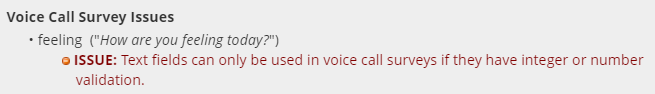 Voice Call Survey Issues
• feeling ("How are you feeling today?")
ISSUE: Text fields can only be used in voice call surveys if they have integer or number
validation.